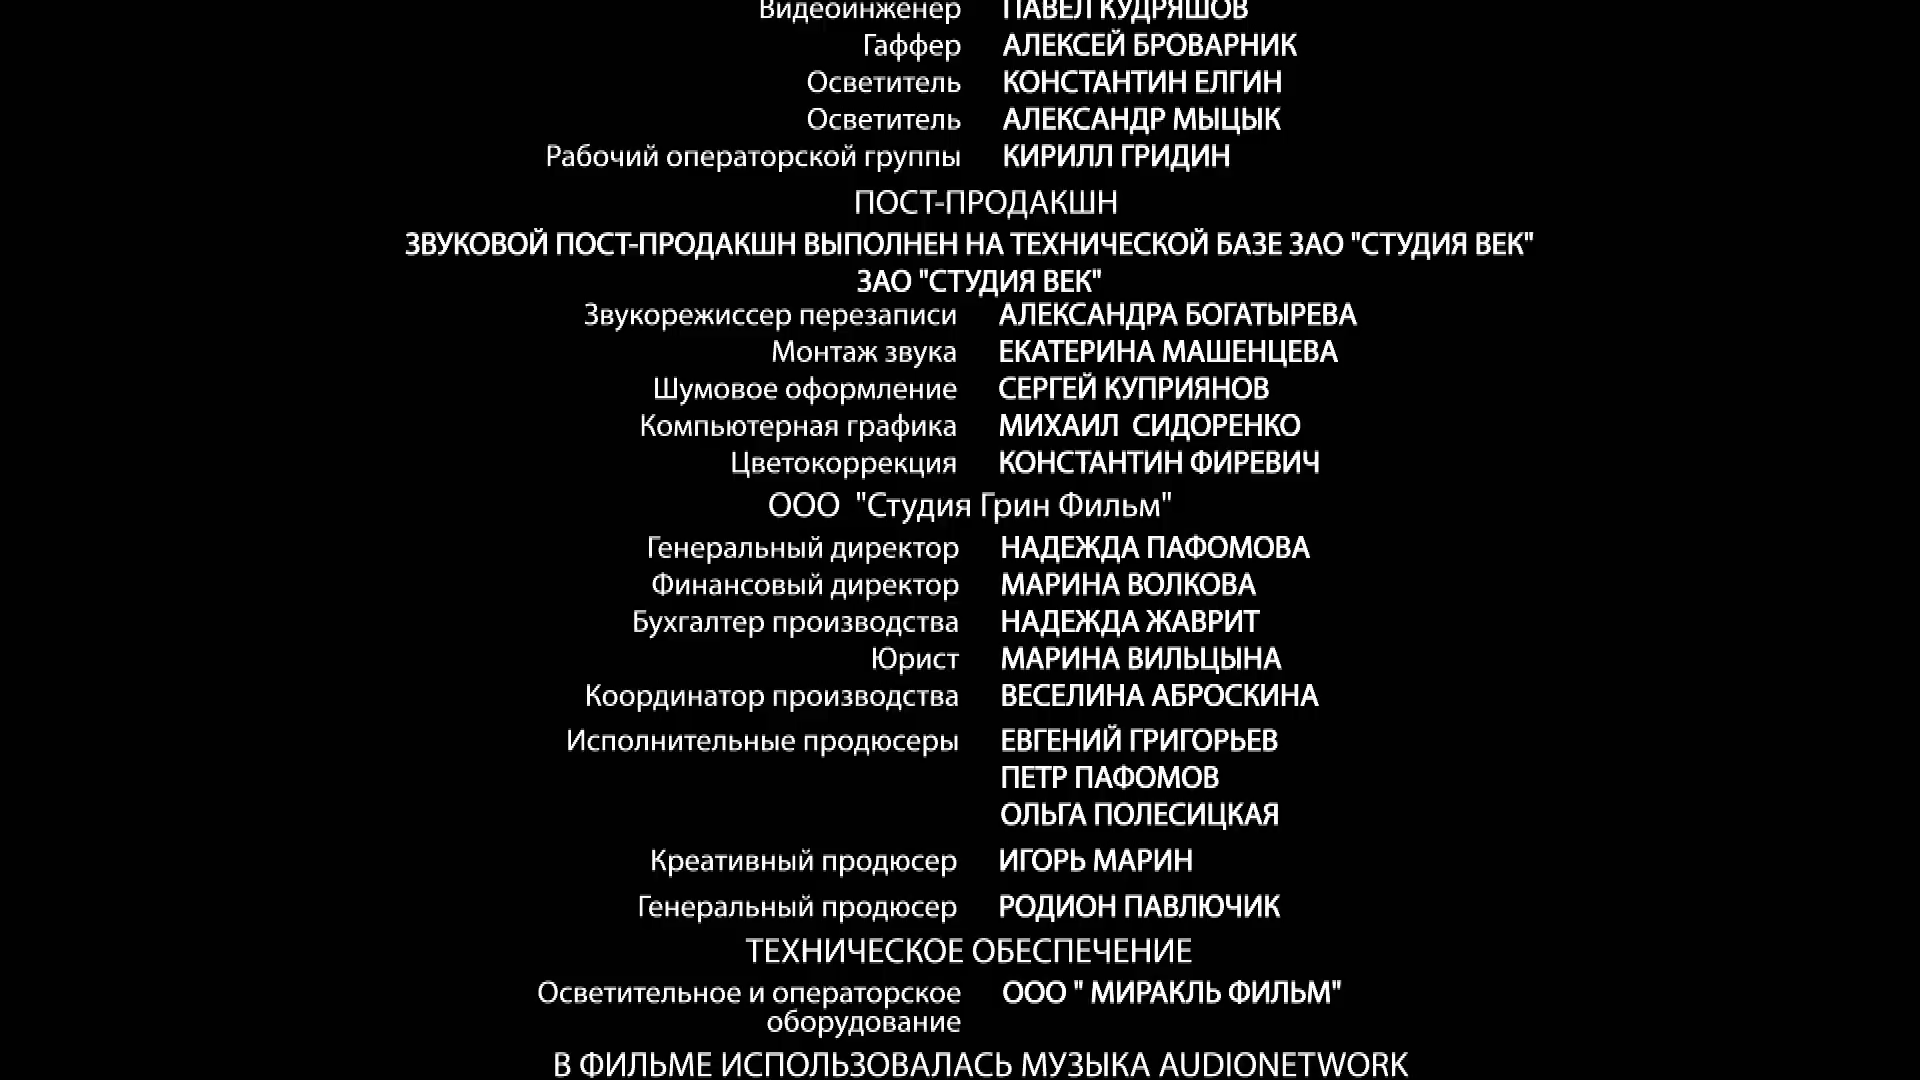 Видеоинженер ПАВЕЛ КУДРЯШОВ
Гаффер АЛЕКСЕЙ БРОВАРНИК
Осветитель КОНСТАНТИН ЕЛГИН
Осветитель АЛЕКСАНДР МЫЦЫК
Рабочий операторской группы КИРИЛЛ ГРИДИН
ПОСТ-ПРОДАКШН
ЗВУКОВОЙ ПОСТ-ПРОДАКШН ВЫПОЛНЕН НА ТЕХНИЧЕСКОЙ БАЗЕ ЗАО "СТУДИЯ ВЕК"
ЗАО "СТУДИЯ ВЕК"
Звукорежиссер перезаписи АЛЕКСАНДРА БОГАТЫРЕВА
Монтаж звука ЕКАТЕРИНА МАШЕНЦЕВА
Шумовое оформление СЕРГЕЙ КУПРИЯНОВ
Компьютерная графика МИХАИЛ СИДОРЕНКО
Цветокоррекция КОНСТАНТИН ФИРЕВИЧ
ООО "Студия Грин Фильм"
Генеральный директор НАДЕЖДА ПАФОМОВА
Финансовый директор МАРИНА ВОЛКОВА
Бухгалтер производства НАДЕЖДА ЖАВРИТ
Юрист МАРИНА ВИЛЬЦЫНА
Координатор производства ВЕСЕЛИНА АБРОСКИНА
Исполнительные продюсеры ЕВГЕНИЙ ГРИГОРЬЕВ
ПЕТР ПАФОМОВ
ОЛЬГА ПОЛЕСИЦКАЯ
Креативный продюсер ИГОРЬ МАРИН
Генеральный продюсер РОДИОН ПАВЛЮЧИК
ТЕХНИЧЕСКОЕ ОБЕСПЕЧЕНИЕ
Осветительное и операторское ООО " МИРАКЛЬ ФИЛЬМ"
оборудование
В ФИЛЬМЕ ИСПОЛЬЗОВАЛАСЬ МУЗЫКА AUDIONETWORK